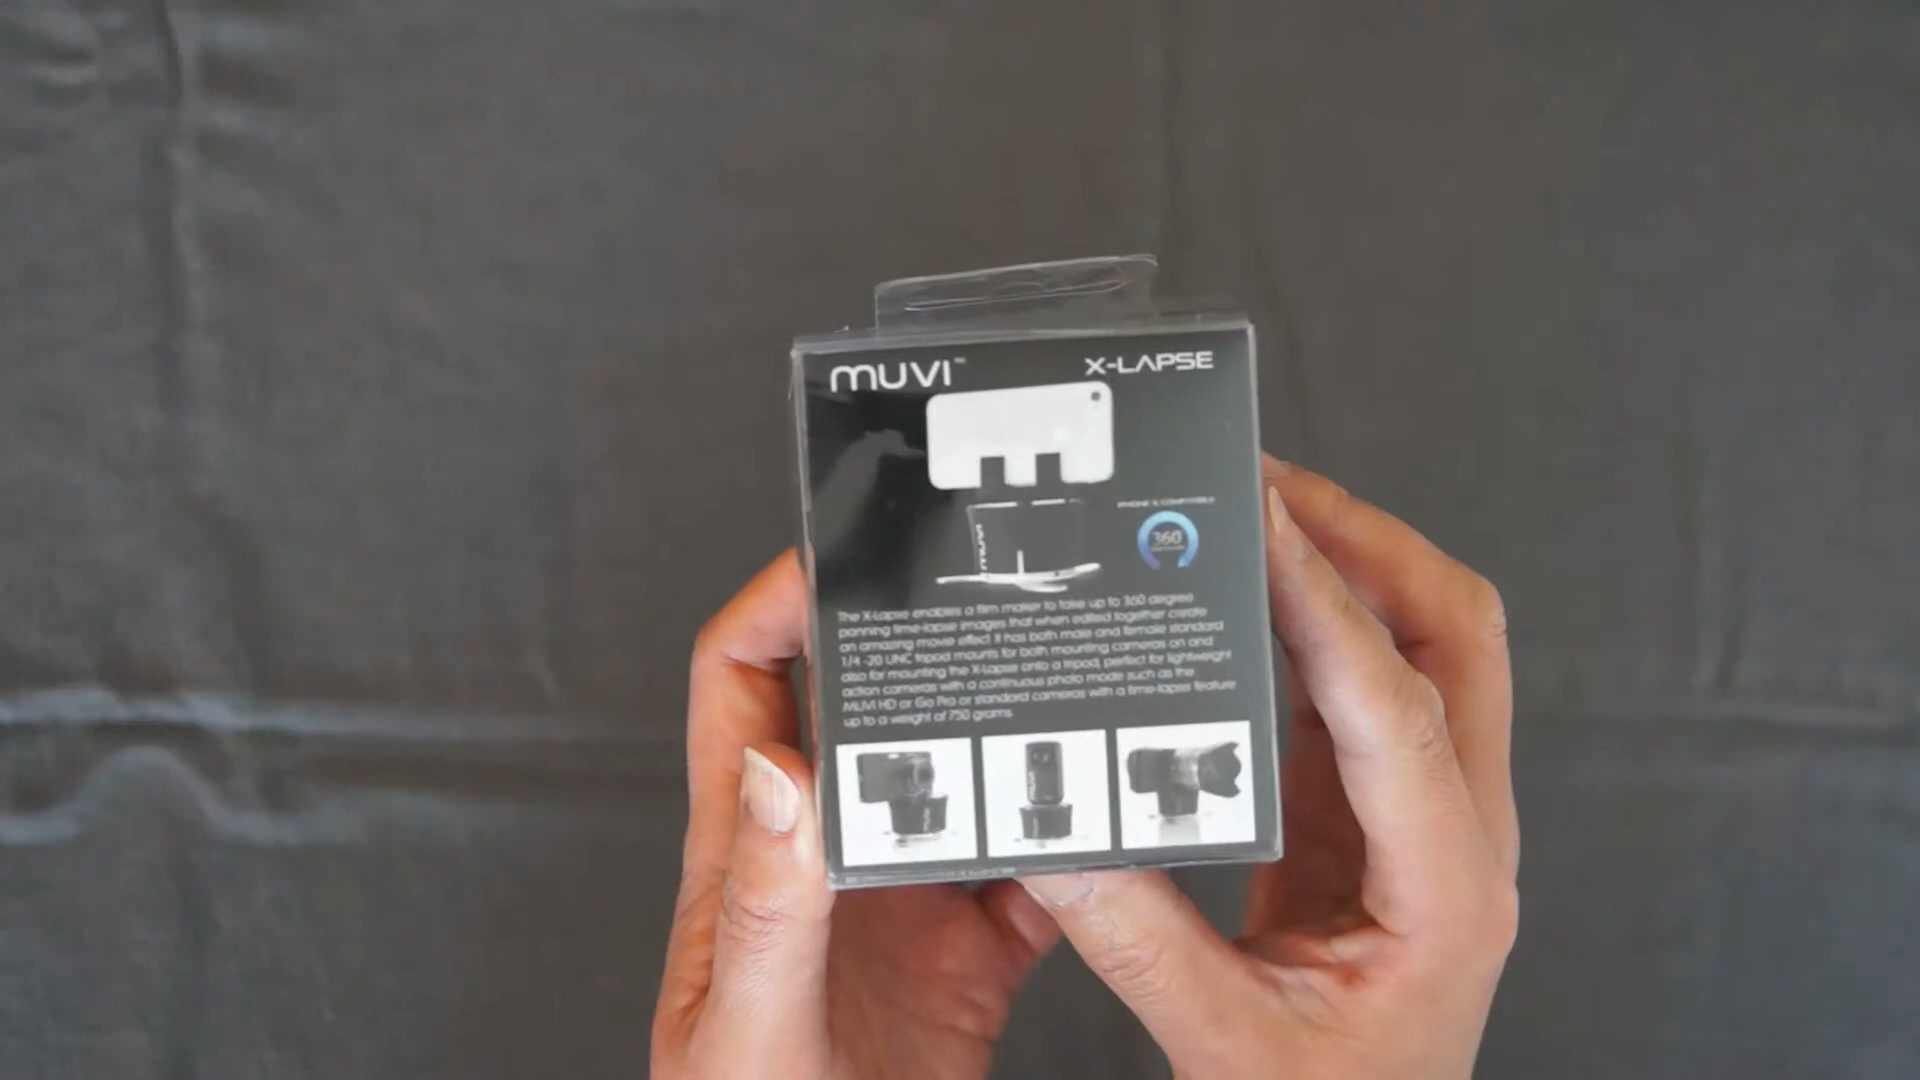 MUVI™ X-LAPSE
IPHONE 5 COMPATIBLE
360
MUVI
The X-Lapse enables a film maker to take up to 360 degree
panning time-lapse images that when edited together create
an amazing movie effect. It has both male and female standard
1/4 -20 UNC tripod mounts for both mounting cameras on and
also for mounting the X-Lapse onto a tripod, perfect for lightweight
action cameras with a continuous photo mode such as the
MUVI HD or Go Pro or standard cameras with a time-lapse feature
up to a weight of 750 grams.